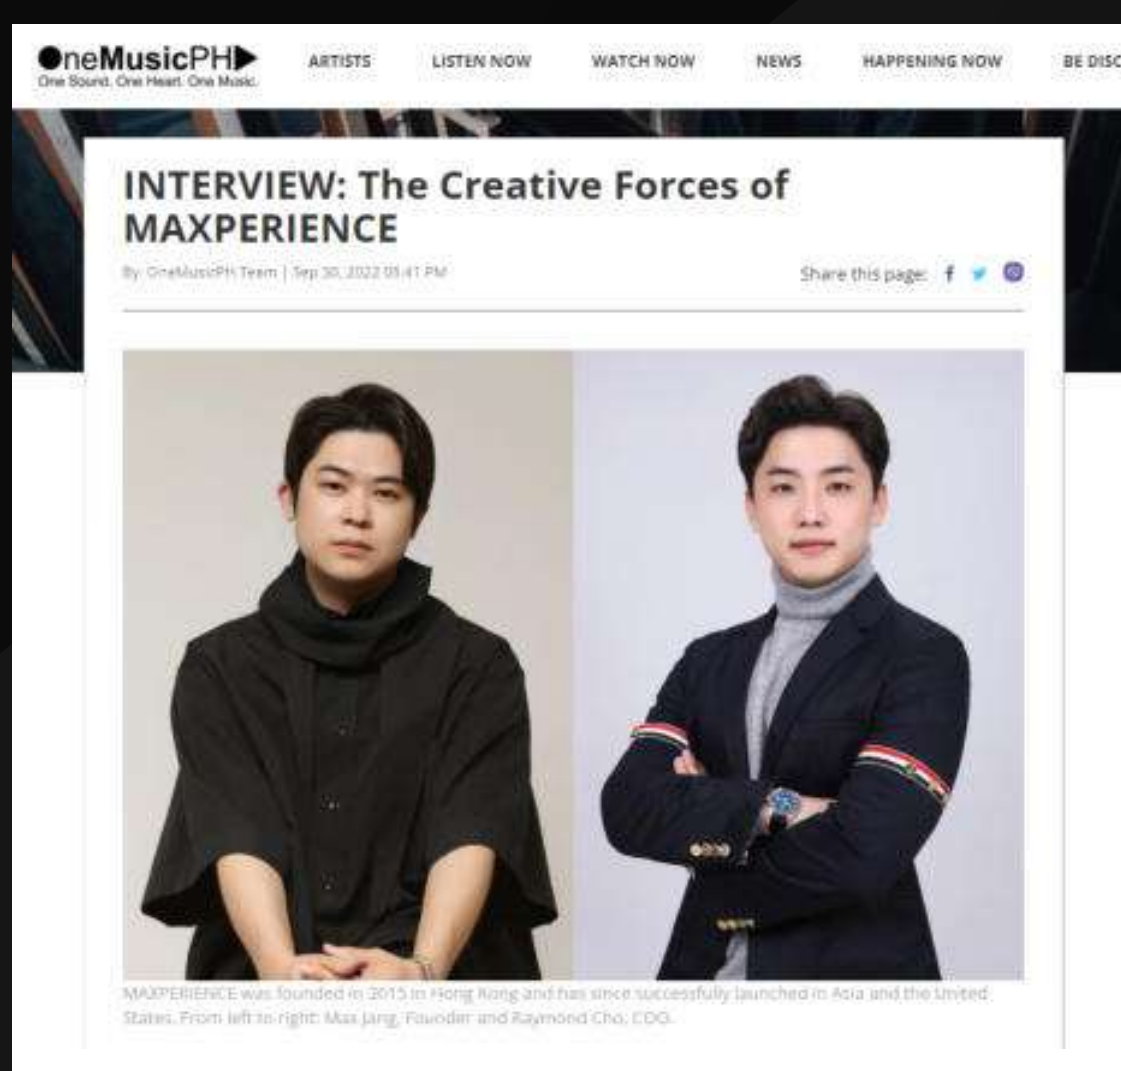 OneMusicPH
One Sound. One Heart. One Music.
ARTISTS
LISTEN NOW
WATCH NOW
NEWS
HAPPENING NOW
BE DISC
INTERVIEW: The Creative Forces of
MAXPERIENCE
By: OneMusicPH Team | Sep 30, 2022 05:41 PM
Share this page:
MAXPERIENCE was founded in 2015 in Hong Kong and has since successfully launched in Asia and the United
States. From left to right: Max Jang, Founder and Raymond Cho, COO.